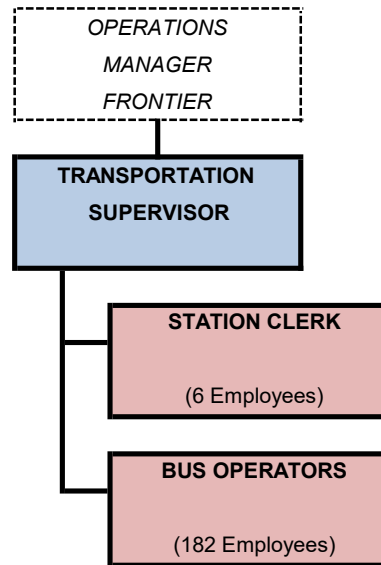 OPERATIONS
MANAGER
FRONTIER
TRANSPORTATION
SUPERVISOR
STATION CLERK
(6 Employees)
BUS OPERATORS
(182 Employees)